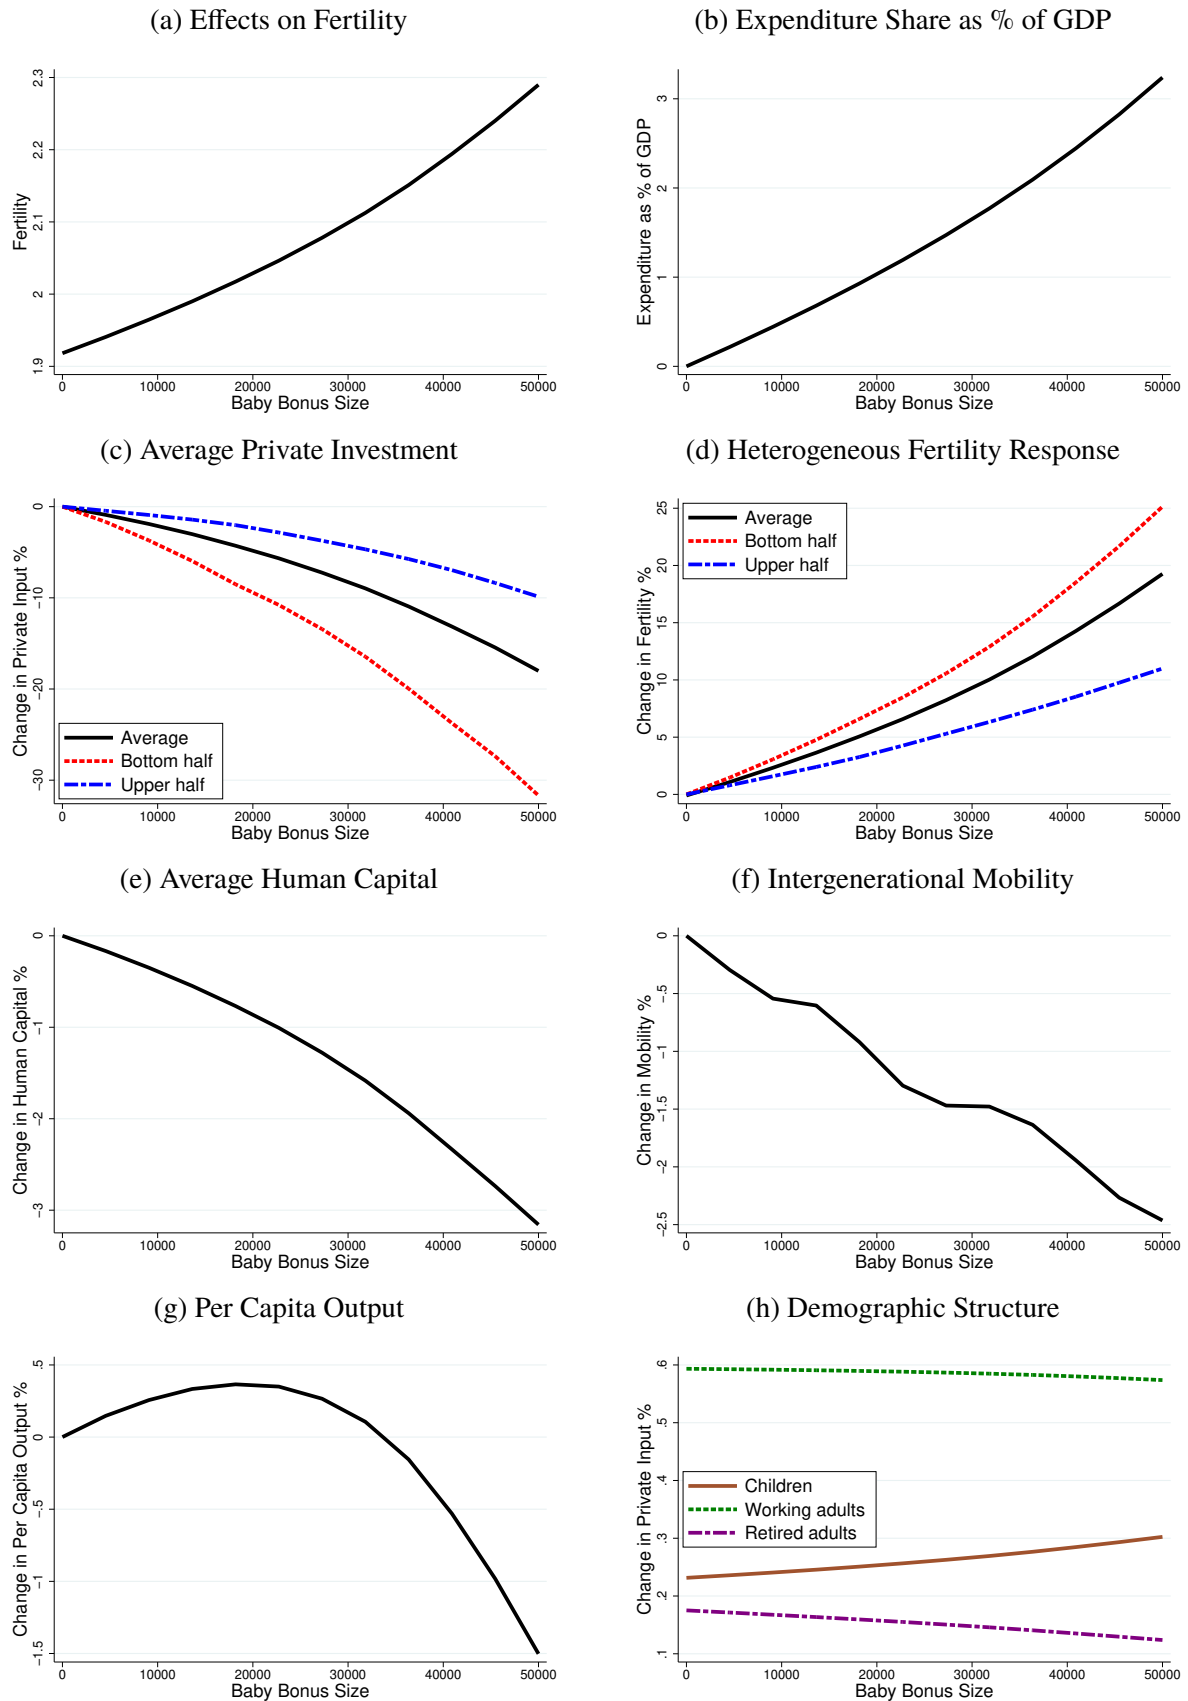 (a) Effects on Fertility
Fertility
1.9 2 2.1 2.2 2.3
0 10000 20000 30000 40000 50000
Baby Bonus Size
(b) Expenditure Share as % of GDP
Expenditure as % of GDP
0 1 2 3
0 10000 20000 30000 40000 50000
Baby Bonus Size
(c) Average Private Investment
Change in Private Input %
-30 -20 -10 0
Average
Bottom half
Upper half
0 10000 20000 30000 40000 50000
Baby Bonus Size
(d) Heterogeneous Fertility Response
Change in Fertility %
0 5 10 15 20 25
Average
Bottom half
Upper half
0 10000 20000 30000 40000 50000
Baby Bonus Size
(e) Average Human Capital
Change in Human Capital %
-3 -2 -1 0
0 10000 20000 30000 40000 50000
Baby Bonus Size
(f) Intergenerational Mobility
Change in Mobility %
-2.5 -2 -1.5 -1 -.5 0
0 10000 20000 30000 40000 50000
Baby Bonus Size
(g) Per Capita Output
Change in Per Capita Output %
-1.5 -1 -.5 0 .5
0 10000 20000 30000 40000 50000
Baby Bonus Size
(h) Demographic Structure
Change in Private Input %
.1 .2 .3 .4 .5 .6
Children
Working adults
Retired adults
0 10000 20000 30000 40000 50000
Baby Bonus Size